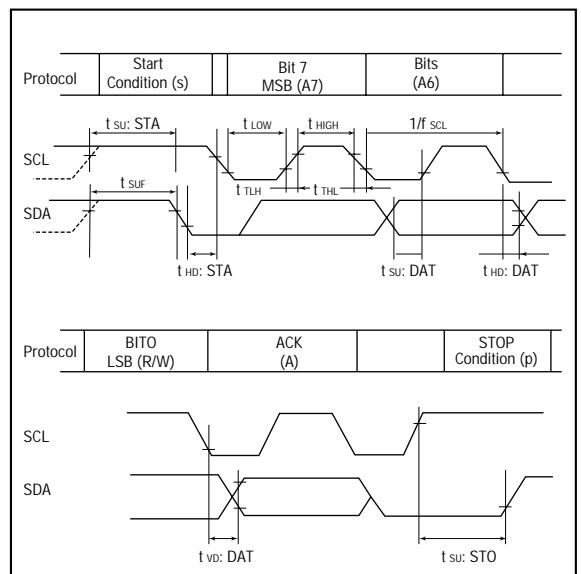 Protocol
Start
Condition (s)
Bit 7
MSB (A7)
Bits
(A6)
t SU: STA
t LOW
t HIGH
1/f SCL
SCL
t SUF
t TLH
t THL
SDA
t HD: STA
t SU: DAT
t HD: DAT
Protocol
BITO
LSB (R/W)
ACK
(A)
STOP
Condition (p)
SCL
SDA
t VD: DAT
t SU: STO